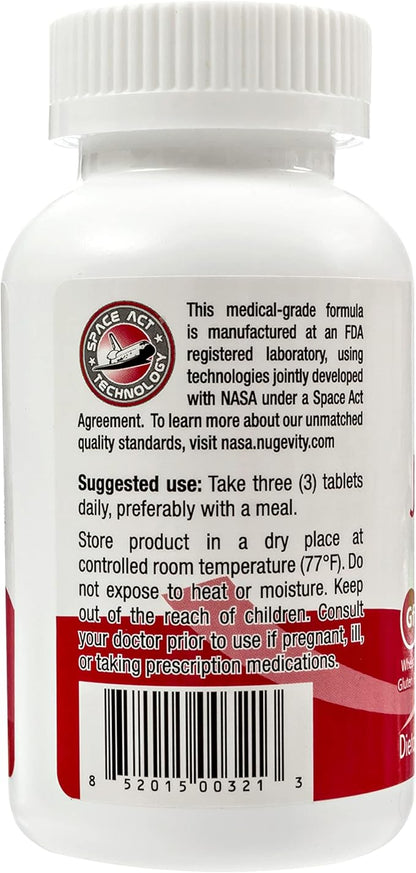 SPACE ACT
TECHNOLOGY
This medical-grade formula
is manufactured at an FDA
registered laboratory, using
technologies jointly developed
with NASA under a Space Act
Agreement. To learn more about our unmatched
quality standards, visit nasa.nugevity.com
Suggested use: Take three (3) tablets
daily, preferably with a meal.
Store product in a dry place at
controlled room temperature (77°F). Do
not expose to heat or moisture. Keep
out of the reach of children. Consult
your doctor prior to use if pregnant, ill,
or taking prescription medications.
8 52015 00321 3